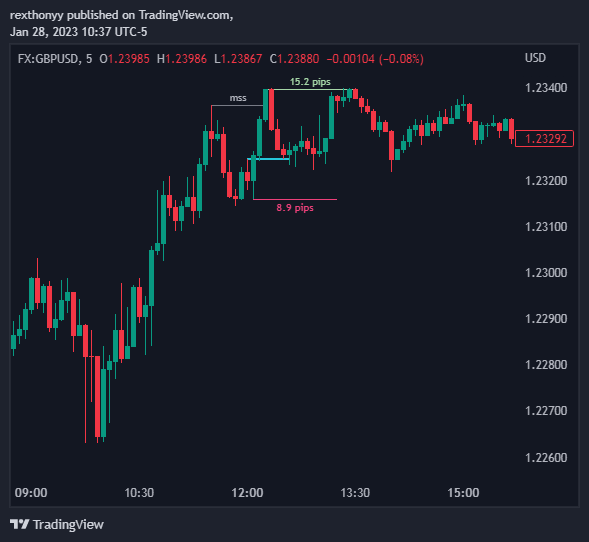 rexthonyy published on TradingView.com,
Jan 28, 2023 10:37 UTC-5
FX:GBPUSD, 5 O1.23985 H1.23986 L1.23867 C1.23880 −0.00104 (−0.08%)
USD
15.2 pips
1.23400
mss
1.23292
1.23200
8.9 pips
1.23100
1.23000
1.22900
1.22800
1.22700
1.22600
09:00 10:30 12:00 13:30 15:00
TradingView